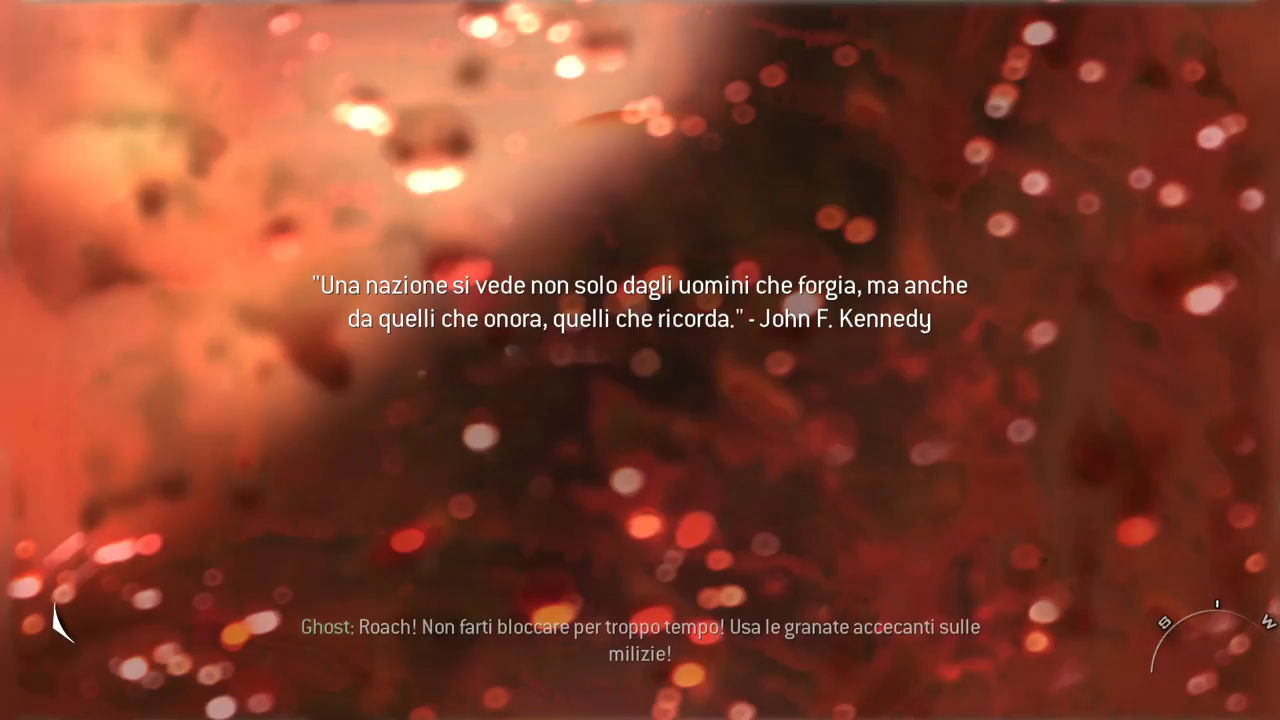 "Una nazione si vede non solo dagli uomini che forgia, ma anche
da quelli che onora, quelli che ricorda." - John F. Kennedy
Ghost: Roach! Non farti bloccare per troppo tempo! Usa le granate accecanti sulle
milizie!
S
W